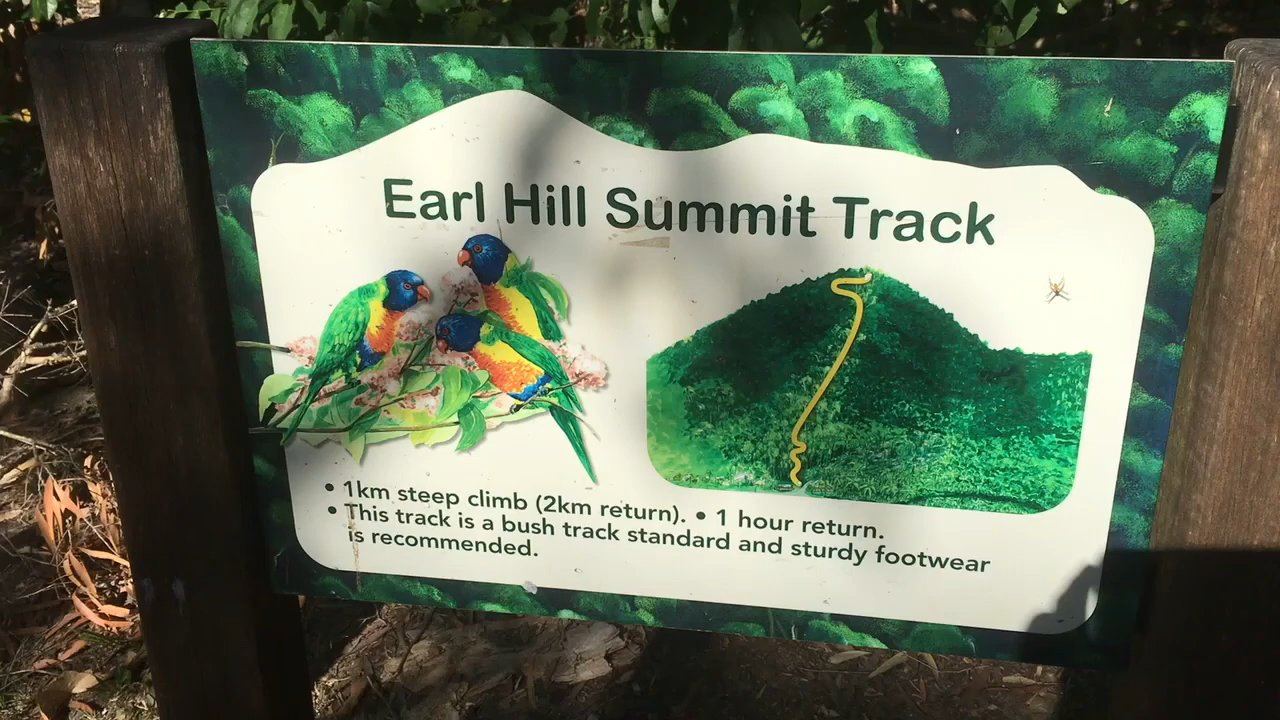 Earl Hill Summit Track
• 1km steep climb (2km return). • 1 hour return.
• This track is a bush track standard and sturdy footwear
is recommended.